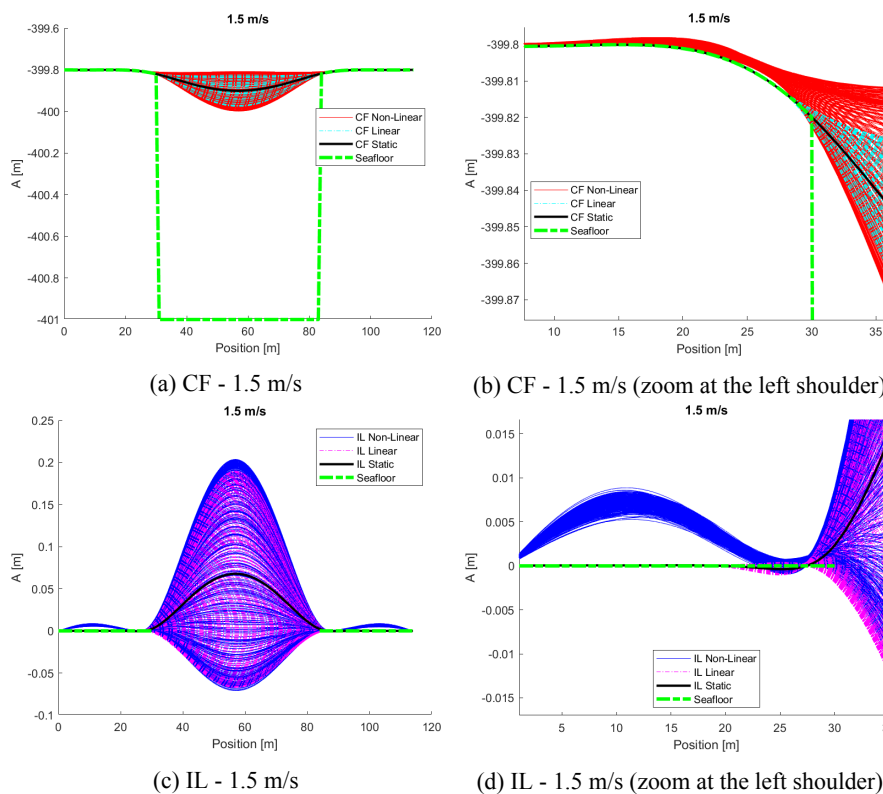 1.5 m/s
-399.6
-399.8
-400
-400.2
-400.4
-400.6
-400.8
-401
A [m]
CF Non-Linear
CF Linear
CF Static
Seafloor
0 20 40 60 80 100 120
Position [m]
(a) CF - 1.5 m/s
1.5 m/s
-399.8
-399.81
-399.82
-399.83
-399.84
-399.85
-399.86
-399.87
A [m]
CF Non-Linear
CF Linear
CF Static
Seafloor
10 15 20 25 30 35
Position [m]
(b) CF - 1.5 m/s (zoom at the left shoulder)
1.5 m/s
0.25
0.20
0.15
0.1
0.05
0
-0.05
-0.1
A [m]
IL Non-Linear
IL Linear
IL Static
Seafloor
0 20 40 60 80 100 120
Position [m]
(c) IL - 1.5 m/s
1.5 m/s
0.015
0.01
0.005
0
-0.005
-0.01
-0.015
A [m]
IL Non-Linear
IL Linear
IL Static
Seafloor
5 10 15 20 25 30
Position [m]
(d) IL - 1.5 m/s (zoom at the left shoulder)